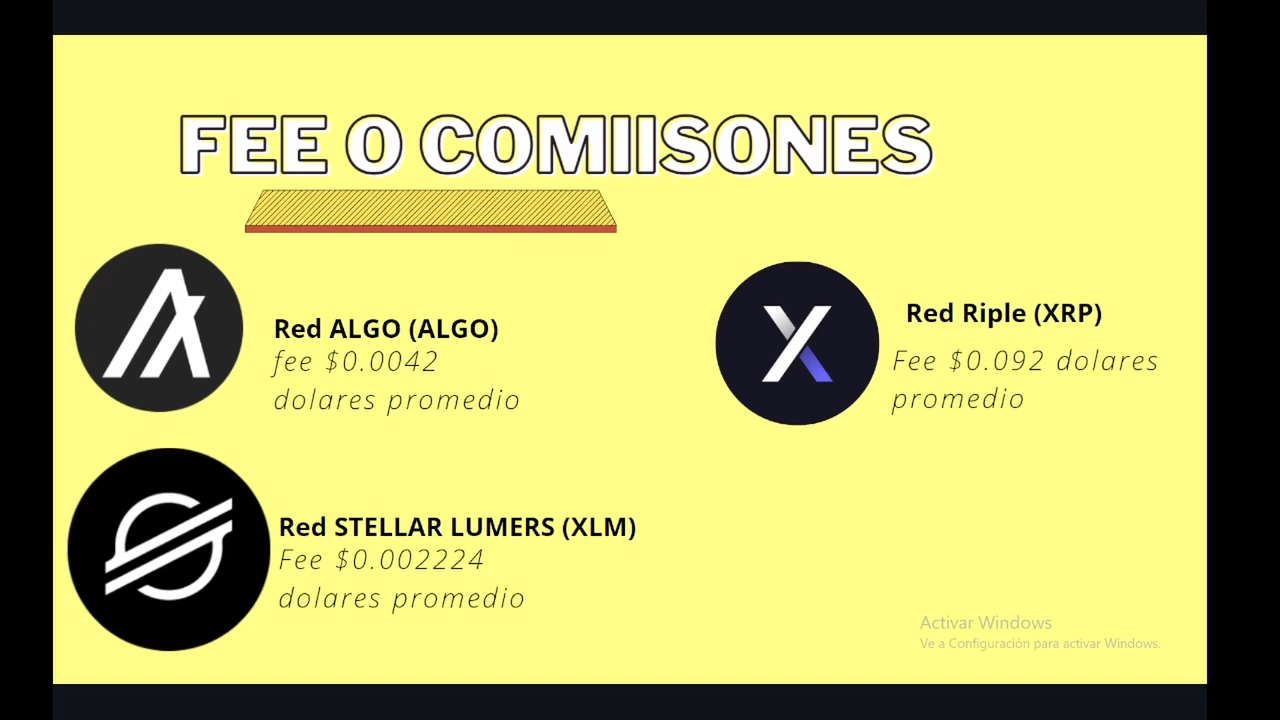 FEE O COMIISONES
Red ALGO (ALGO)
fee $0.0042
dolares promedio
Red Riple (XRP)
Fee $0.092 dolares
promedio
Red STELLAR LUMERS (XLM)
Fee $0.002224
dolares promedio
Activar Windows
Ve a Configuración para activar Windows.